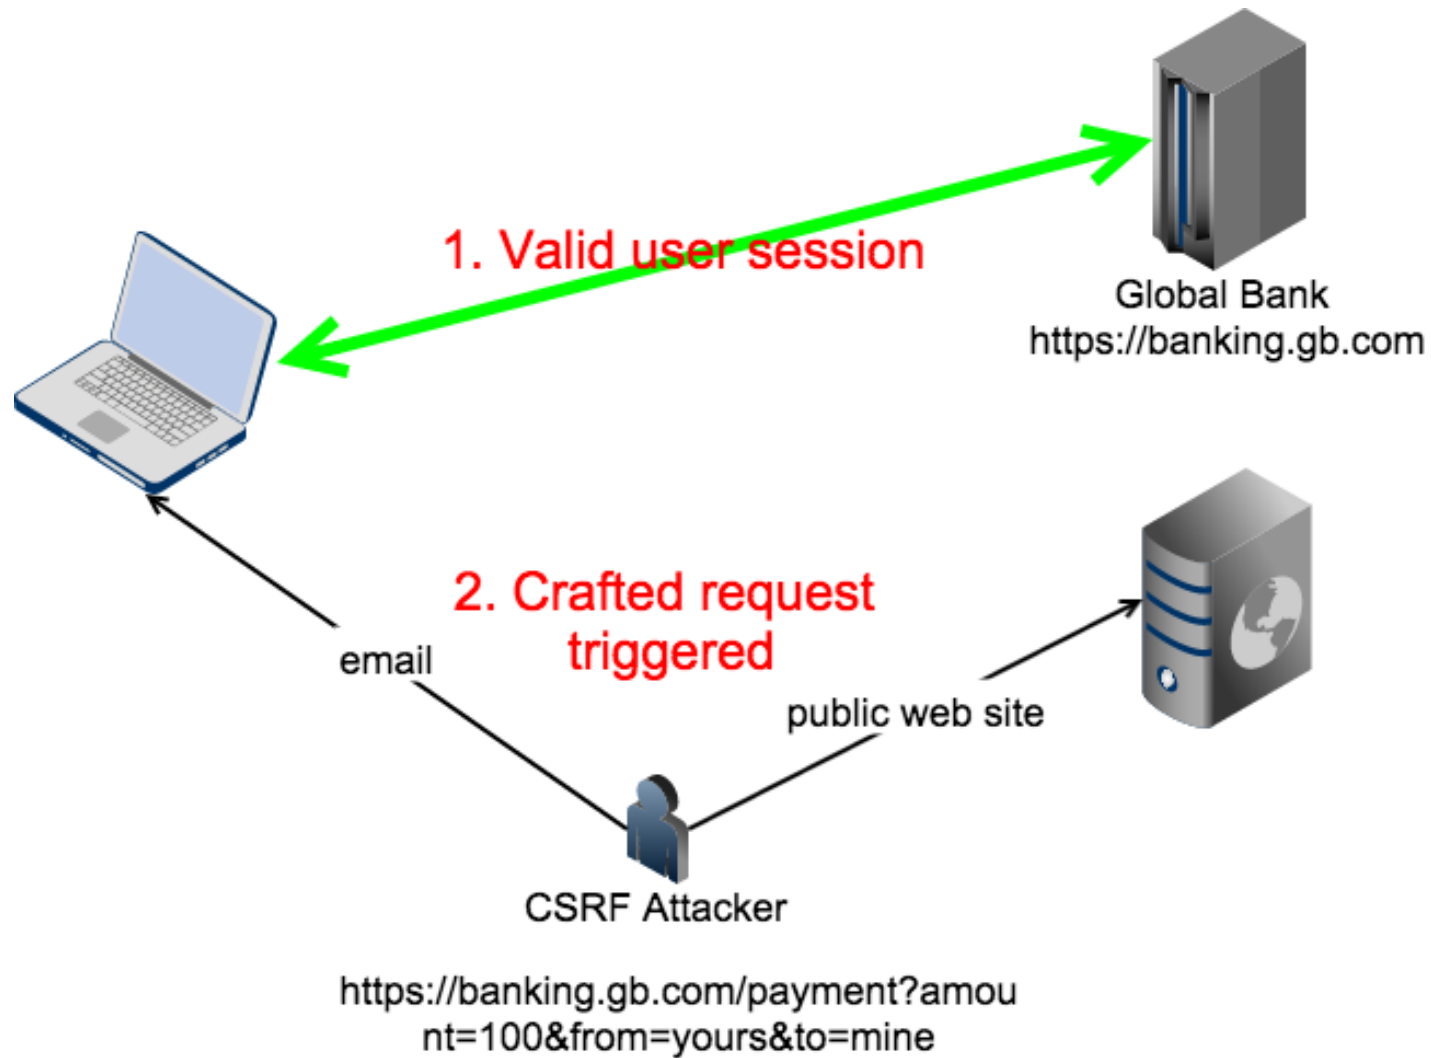 1. Valid user session
Global Bank
https://banking.gb.com
2. Crafted request
triggered
email
public web site
CSRF Attacker
https://banking.gb.com/payment?amou
nt=100&from=yours&to=mine